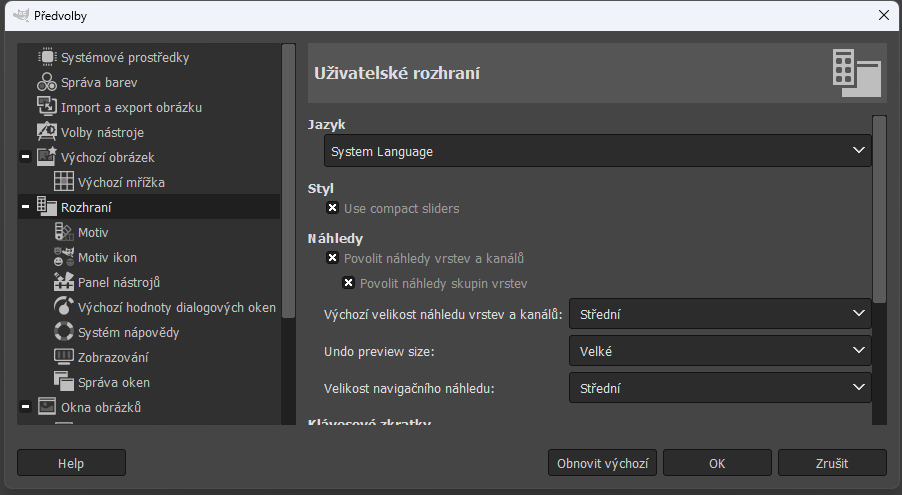 Předvolby
Systémové prostředky
Správa barev
Import a export obrázku
Volby nástroje
Výchozí obrázek
Výchozí mřížka
Rozhraní
Motiv
Motiv ikon
Panel nástrojů
Výchozí hodnoty dialogových oken
Systém nápovědy
Zobrazování
Správa oken
Okna obrázků
Uživatelské rozhraní
Jazyk
System Language
Styl
Use compact sliders
Náhledy
Povolit náhledy vrstev a kanálů
Povolit náhledy skupin vrstev
Výchozí velikost náhledu vrstev a kanálů: Střední
Undo preview size: Velké
Velikost navigačního náhledu: Střední
Klávesové zkratky
Help
Obnovit výchozí
OK
Zrušit